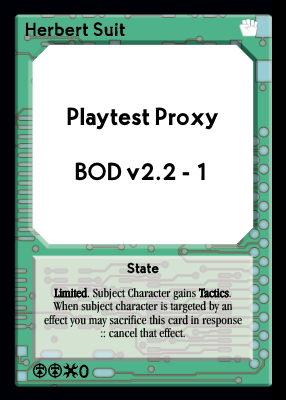 Herbert Suit
Playtest Proxy
BOD v2.2 - 1
State
Limited. Subject Character gains Tactics.
When subject character is targeted by an
effect you may sacrifice this card in response
:: cancel that effect.
0